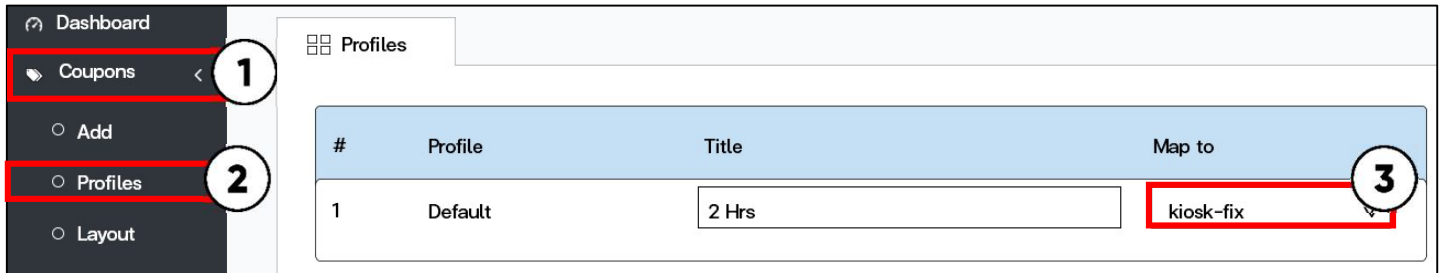 Dashboard
Coupons
1
Add
Profiles
2
Layout
Profiles
# Profile Title Map to
3
1 Default 2 Hrs kiosk-fix